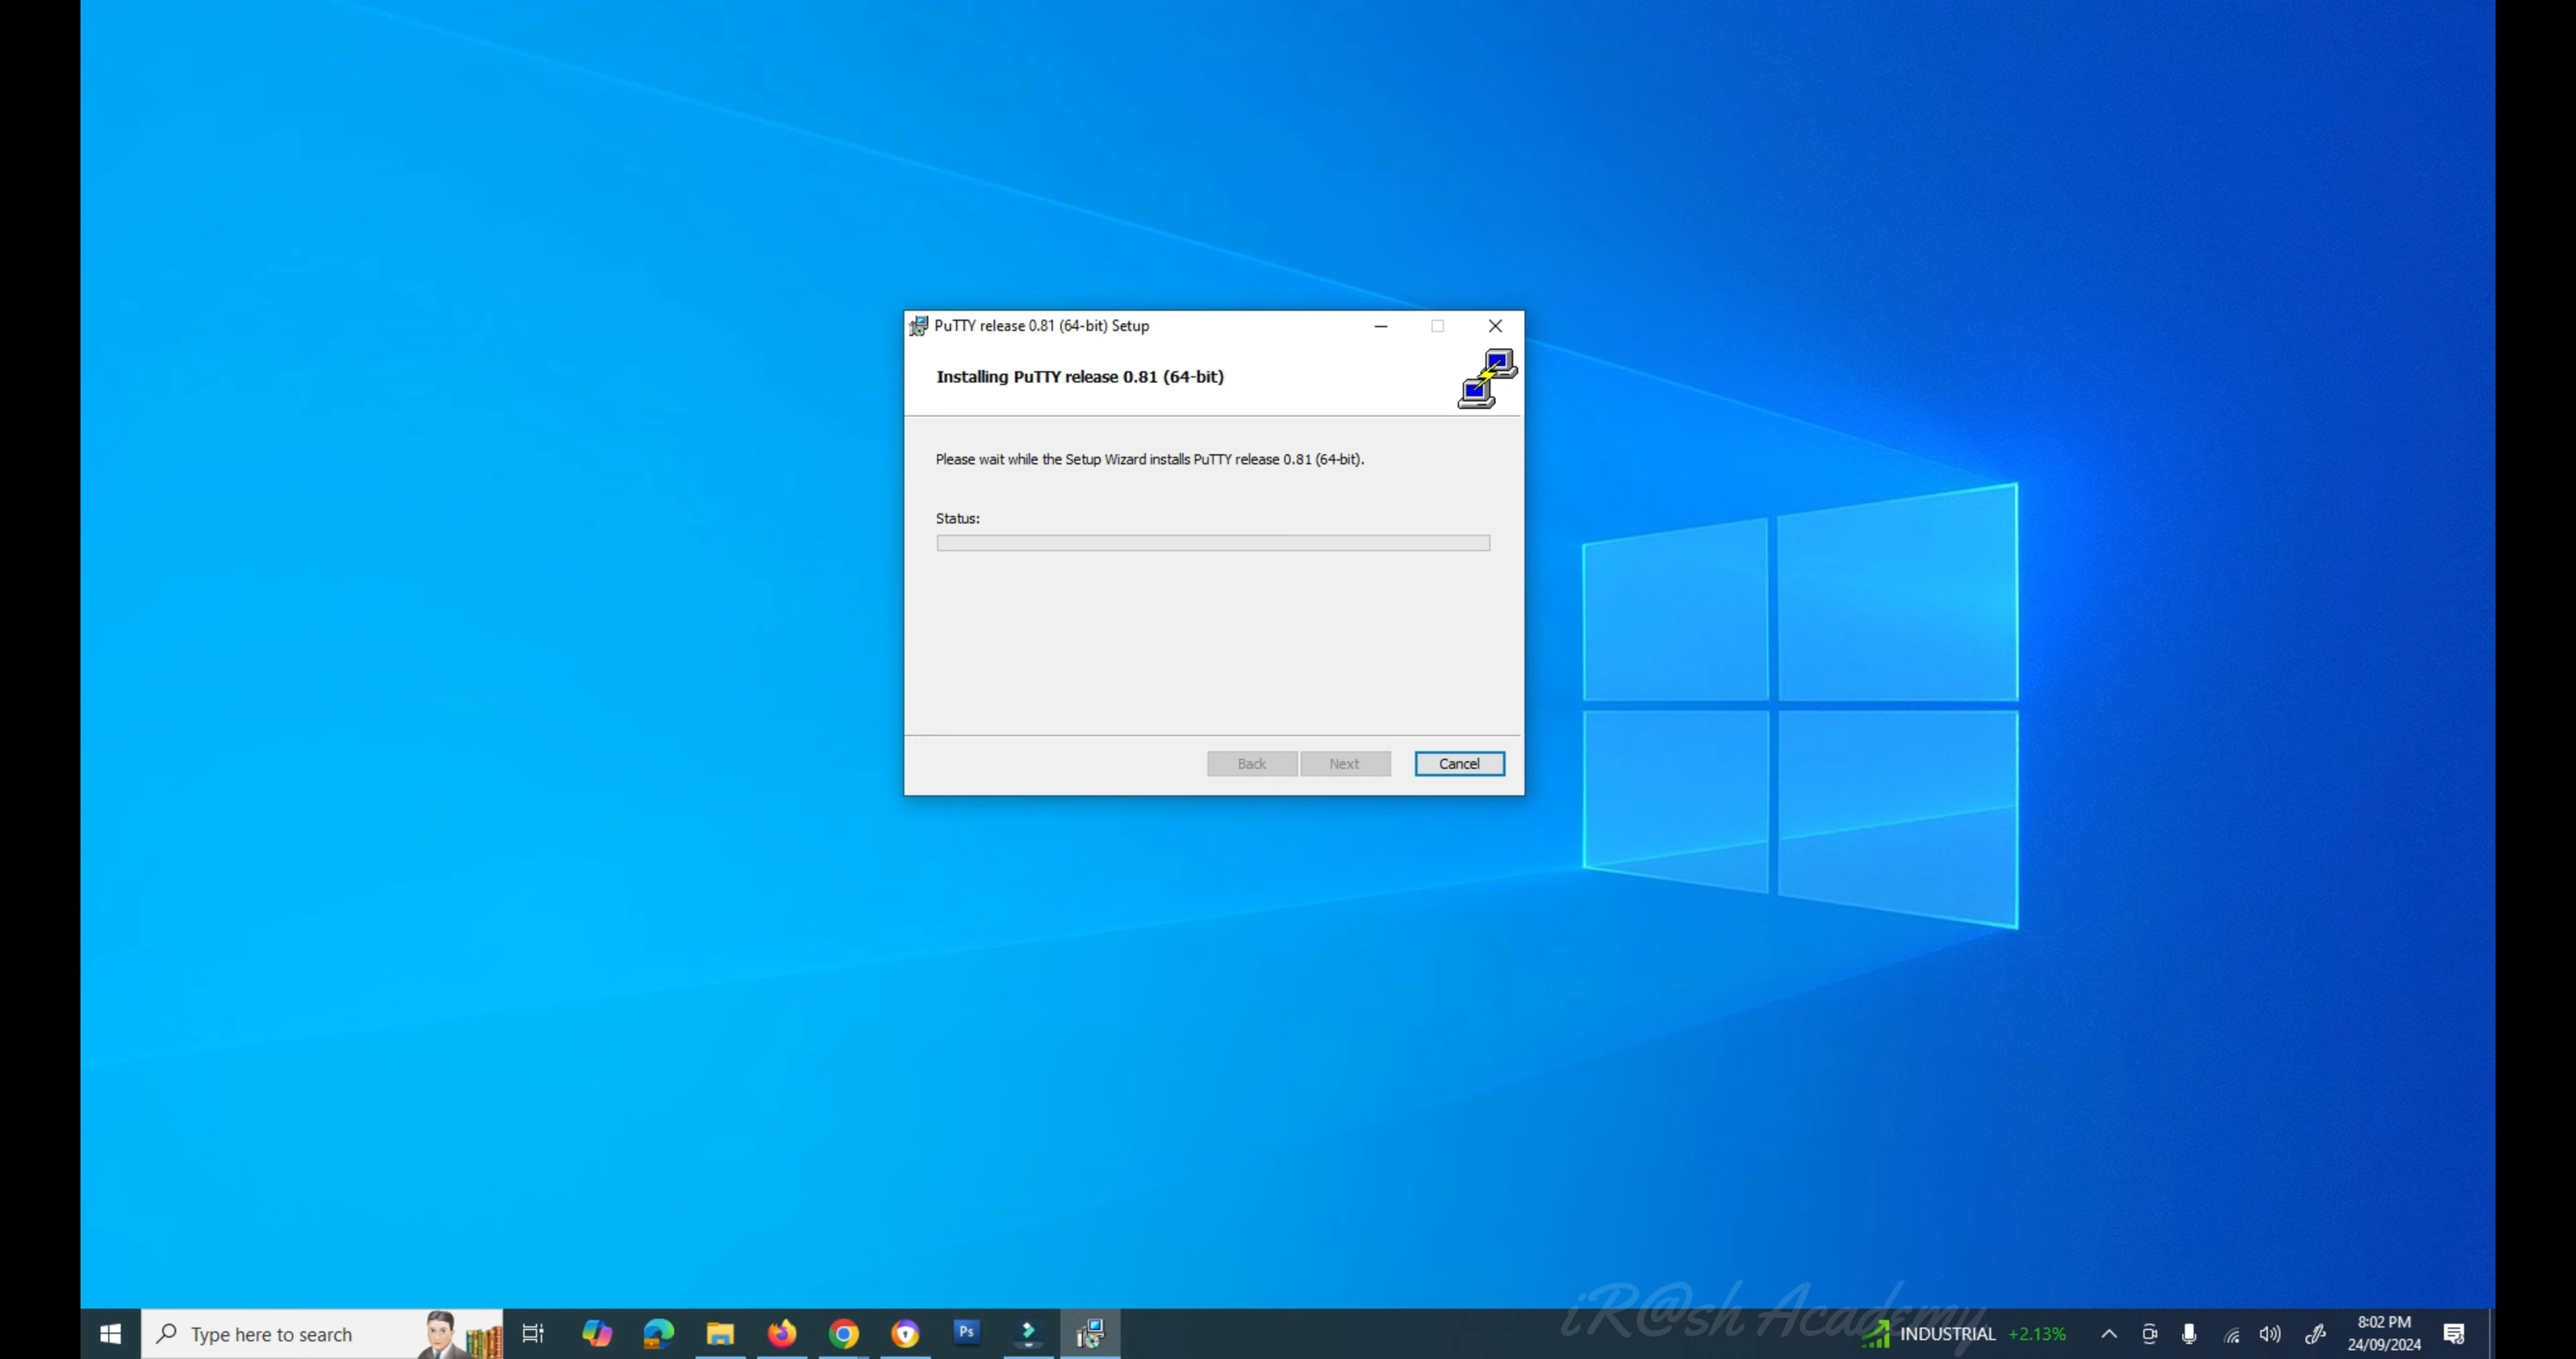 PuTTY release 0.81 (64-bit) Setup
Installing PuTTY release 0.81 (64-bit)
Please wait while the Setup Wizard installs PuTTY release 0.81 (64-bit).
Status:
Back
Next
Cancel
iR@sh Academy
Type here to search
Ps
INDUSTRIAL +2.13%
8:02 PM
24/09/2024